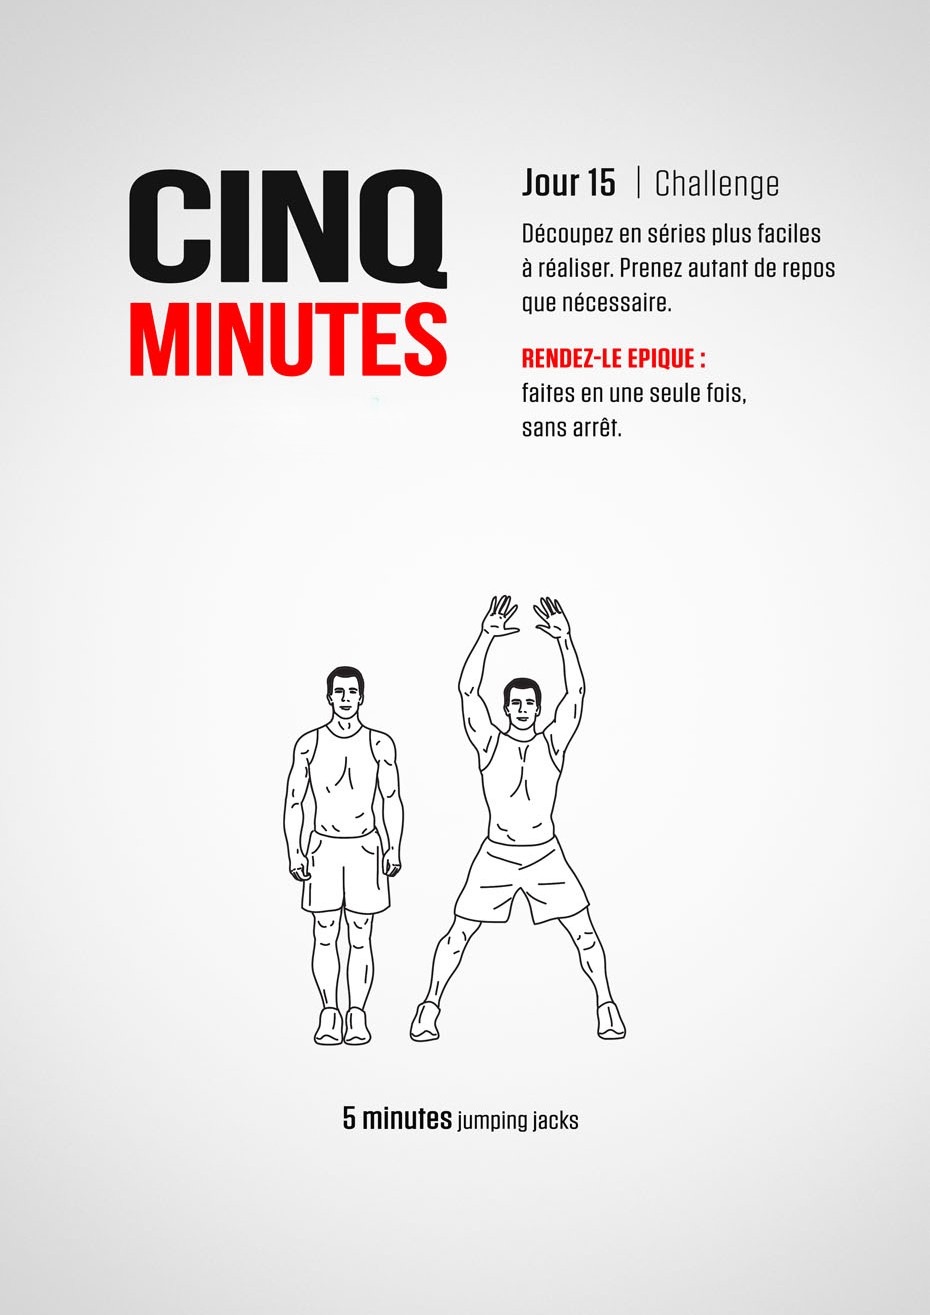 CINQ
MINUTES
Jour 15 | Challenge
Découpez en séries plus faciles
à réaliser. Prenez autant de repos
que nécessaire.
RENDEZ-LE EPIQUE :
faites en une seule fois,
sans arrêt.
5 minutes jumping jacks